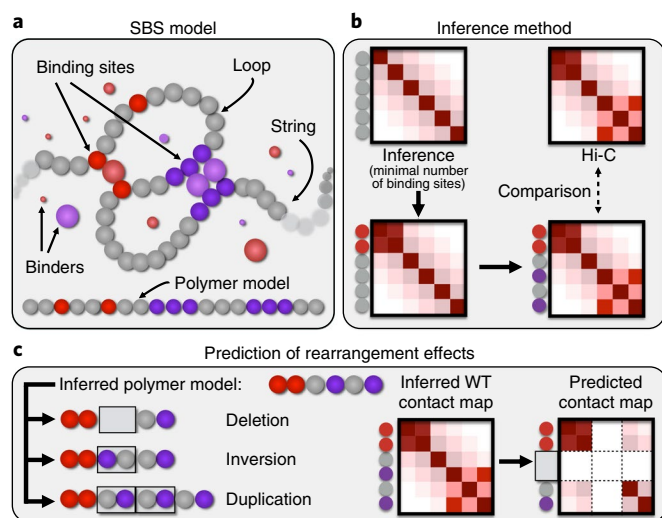 a
SBS model
Binding sites
Loop
String
Binders
Polymer model
b
Inference method
Inference
(minimal number
of binding sites)
Hi-C
Comparison
c
Prediction of rearrangement effects
Inferred polymer model:
Deletion
Inversion
Duplication
Inferred WT
contact map
Predicted
contact map